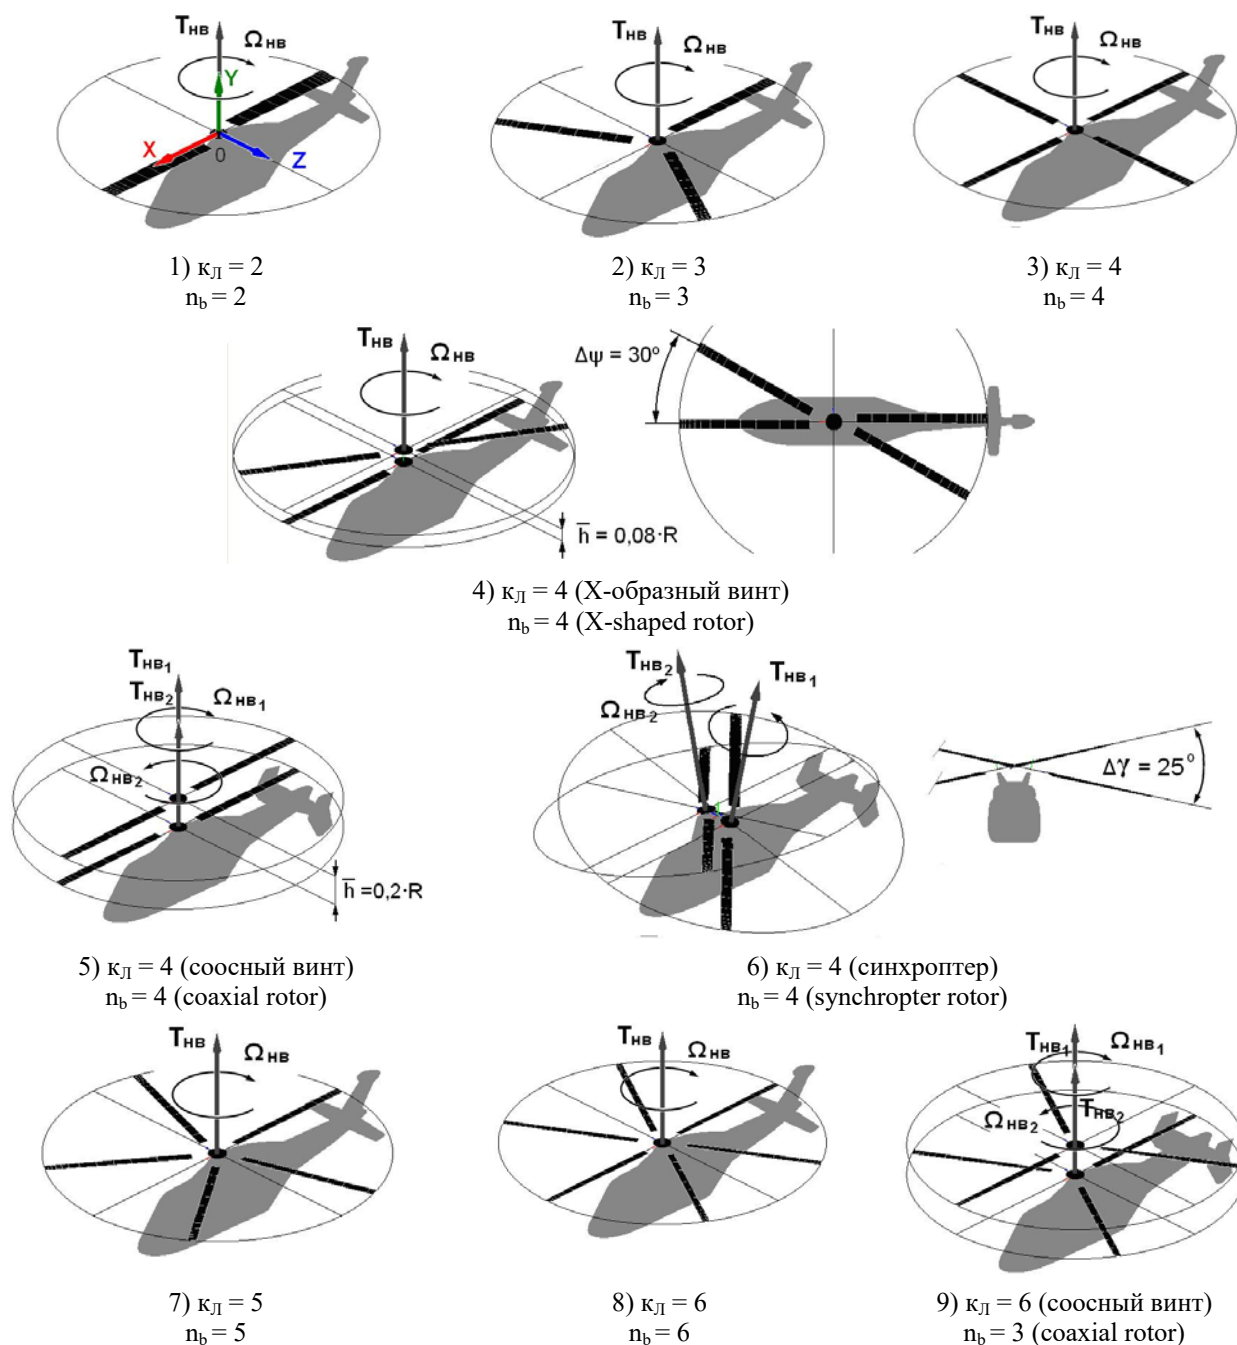 Tнв Ωнв
Y
X 0 Z
Tнв Ωнв
Tнв Ωнв
1) кЛ = 2
nb = 2
2) кЛ = 3
nb = 3
3) кЛ = 4
nb = 4
Tнв Ωнв
h̅ = 0,08·R
Δψ = 30º
4) кЛ = 4 (X-образный винт)
nb = 4 (X-shaped rotor)
Tнв1
Tнв2 Ωнв1
Ωнв2
h̅ =0,2·R
Tнв2 Tнв1
Ωнв2
Δγ = 25º
5) кЛ = 4 (соосный винт)
nb = 4 (coaxial rotor)
6) кЛ = 4 (синхроптер)
nb = 4 (synchropter rotor)
Tнв Ωнв
Tнв Ωнв
Tнв1 Ωнв1
Ωнв2 Tнв2
7) кЛ = 5
nb = 5
8) кЛ = 6
nb = 6
9) кЛ = 6 (соосный винт)
nb = 3 (coaxial rotor)